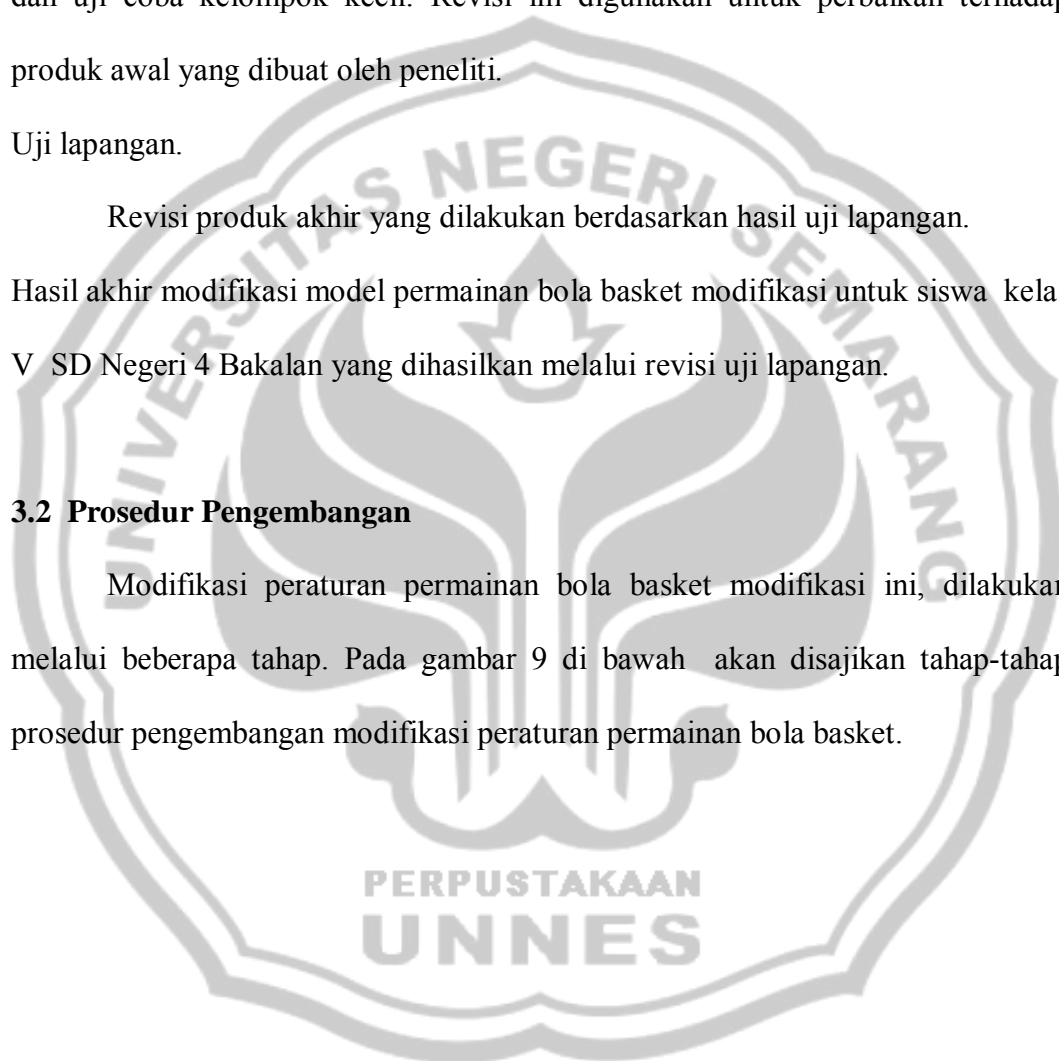 dan uji coba kelompok kecil. Revisi ini digunakan untuk perbaikan terhadap
produk awal yang dibuat oleh peneliti.
Uji lapangan.
Revisi produk akhir yang dilakukan berdasarkan hasil uji lapangan.
Hasil akhir modifikasi model permainan bola basket modifikasi untuk siswa kela
V SD Negeri 4 Bakalan yang dihasilkan melalui revisi uji lapangan.
3.2 Prosedur Pengembangan
Modifikasi peraturan permainan bola basket modifikasi ini, dilakukan
melalui beberapa tahap. Pada gambar 9 di bawah akan disajikan tahap-tahap
prosedur pengembangan modifikasi peraturan permainan bola basket.
UNIVERSITAS NEGERI SEMARANG
PERPUSTAKAAN
UNNES